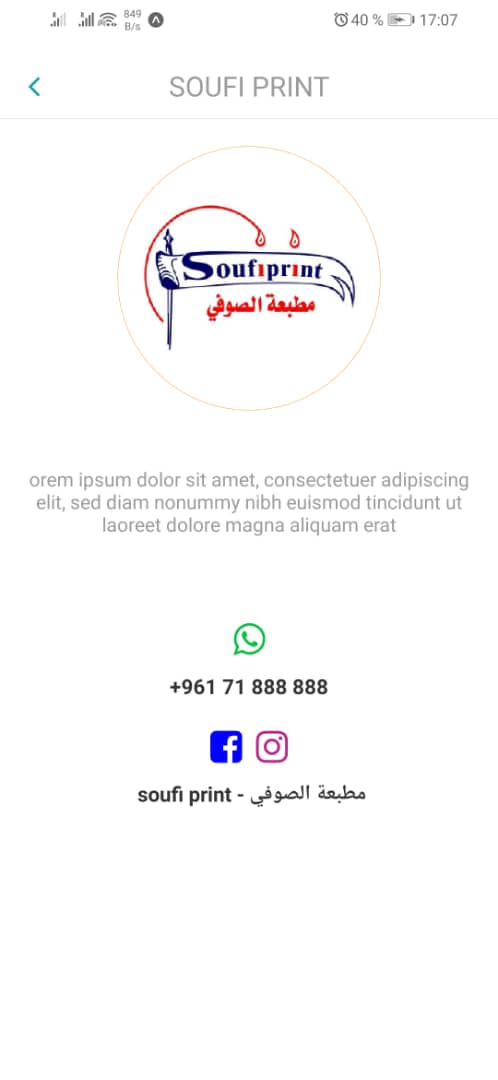 849
B/s
40 %
17:07
SOUFI PRINT
Soufiprint
مطبعة الصوفي
orem ipsum dolor sit amet, consectetuer adipiscing
elit, sed diam nonummy nibh euismod tincidunt ut
laoreet dolore magna aliquam erat
+961 71 888 888
soufi print - مطبعة الصوفي